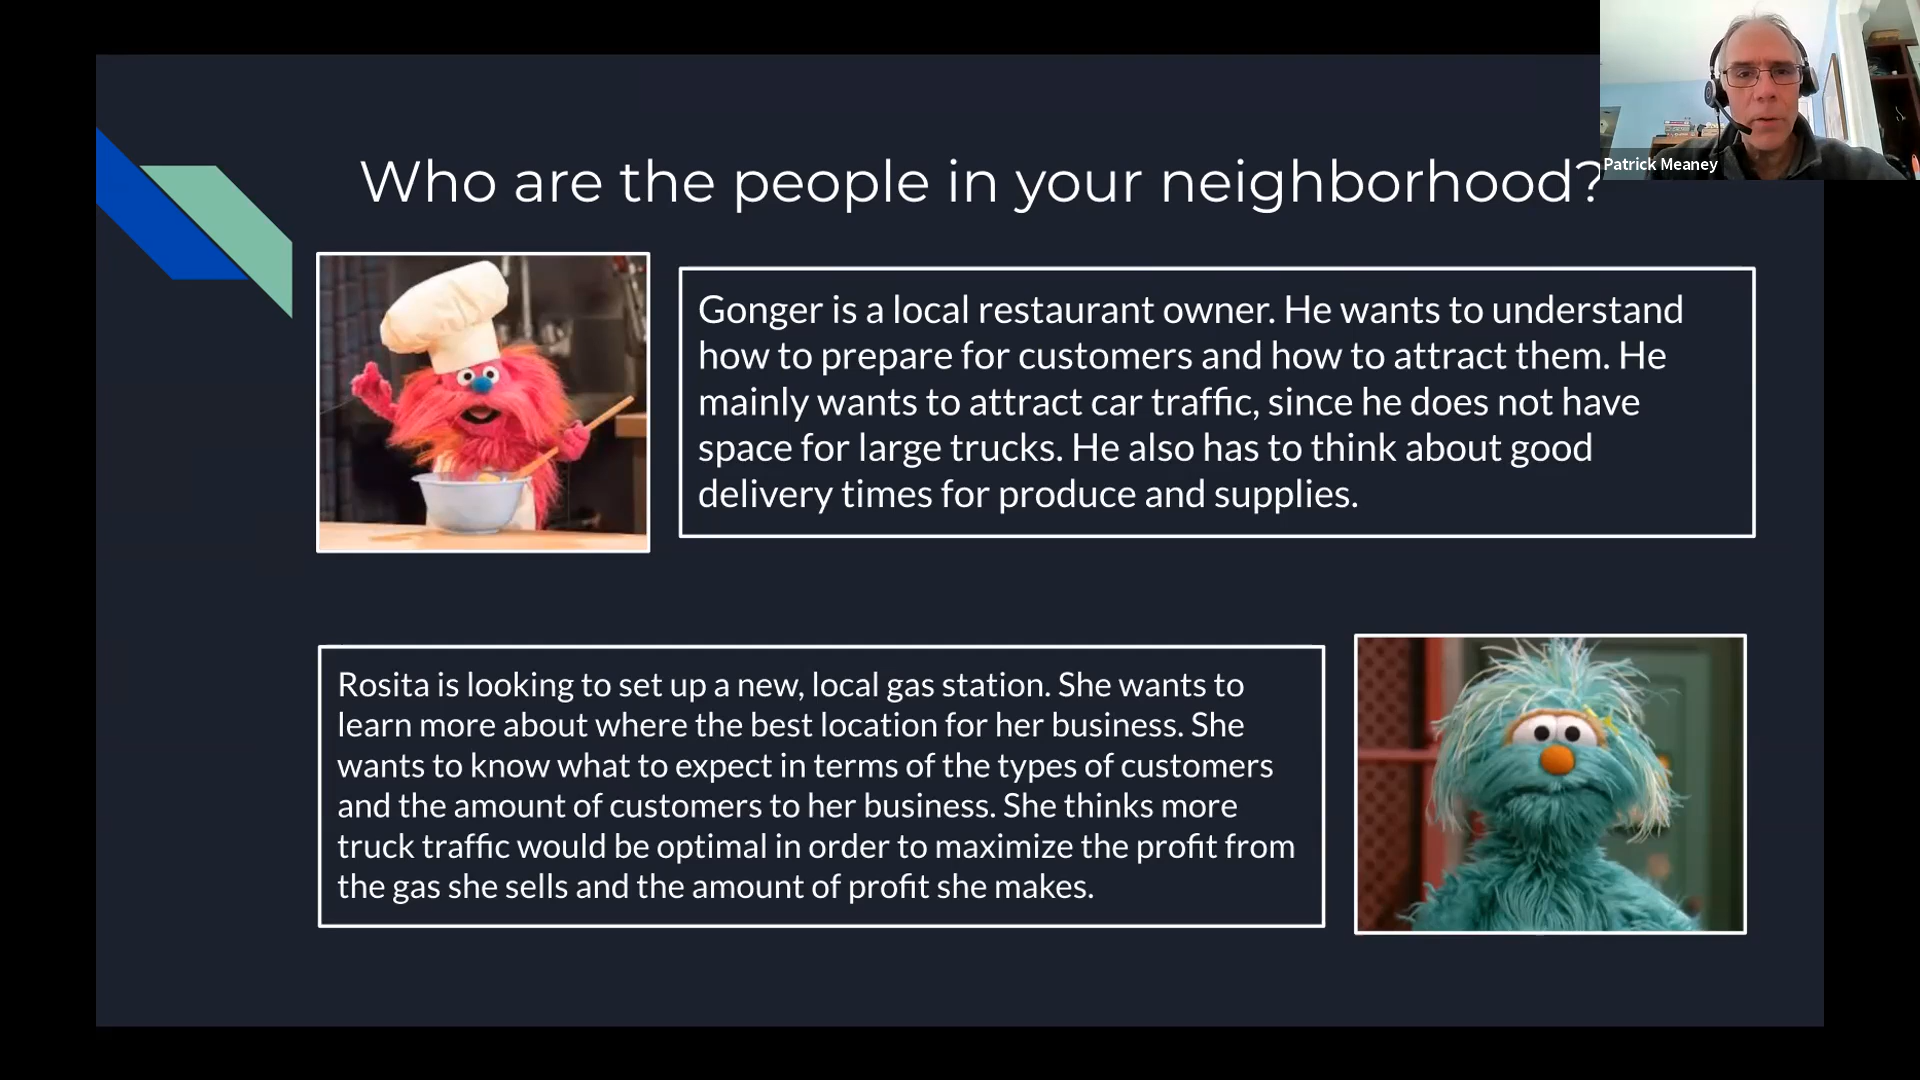 Patrick Meaney
Who are the people in your neighborhood?
Gonger is a local restaurant owner. He wants to understand
how to prepare for customers and how to attract them. He
mainly wants to attract car traffic, since he does not have
space for large trucks. He also has to think about good
delivery times for produce and supplies.
Rosita is looking to set up a new, local gas station. She wants to
learn more about where the best location for her business. She
wants to know what to expect in terms of the types of customers
and the amount of customers to her business. She thinks more
truck traffic would be optimal in order to maximize the profit from
the gas she sells and the amount of profit she makes.